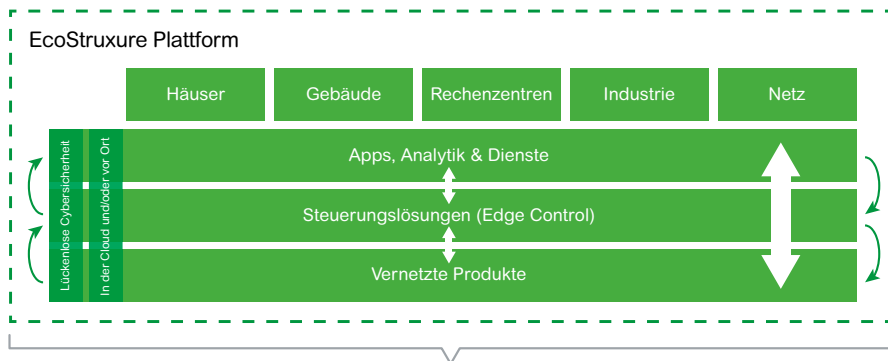 EcoStruxure Plattform
Häuser
Gebäude
Rechenzentren
Industrie
Netz
Lückenlose Cybersicherheit
In der Cloud und/oder vor Ort
Apps, Analytik & Dienste
Steuerungslösungen (Edge Control)
Vernetzte Produkte